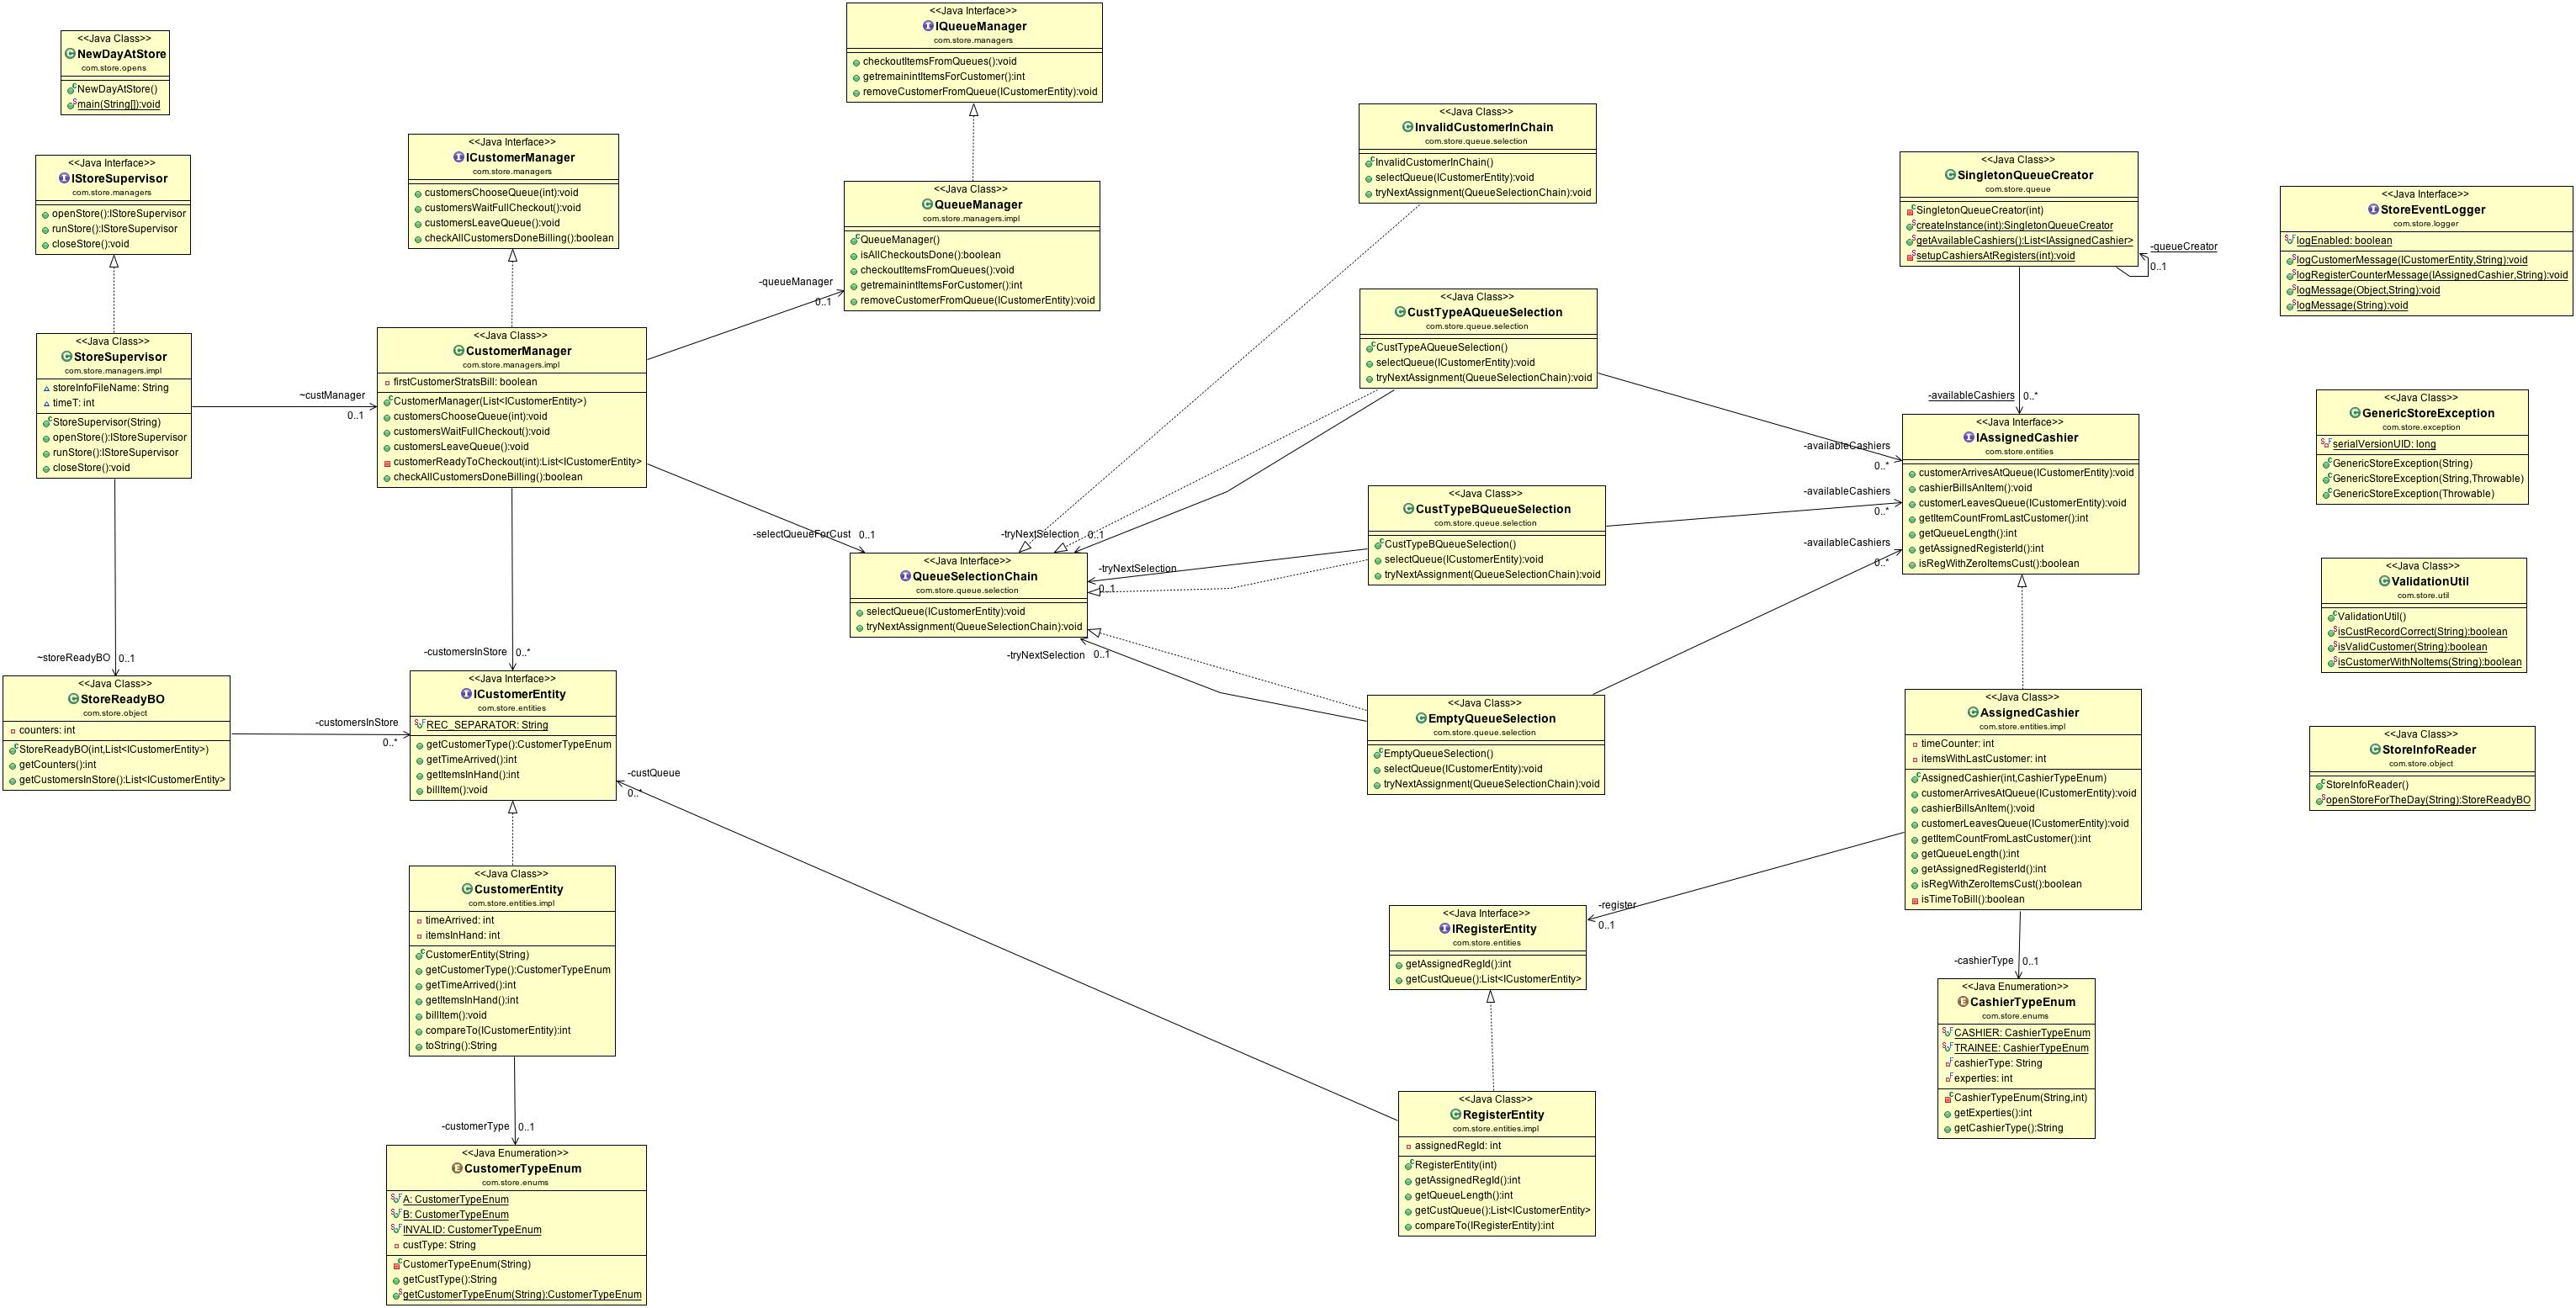 <<Java Class>>
NewDayAtStore
com.store.opens
NewDayAtStore()
main(String[]):void
<<Java Interface>>
IStoreSupervisor
com.store.managers
openStore():IStoreSupervisor
runStore():IStoreSupervisor
closeStore():void
<<Java Class>>
StoreSupervisor
com.store.managers.impl
storeInfoFileName: String
timeT: int
StoreSupervisor(String)
openStore():IStoreSupervisor
runStore():IStoreSupervisor
closeStore():void
~custManager
0..1
~storeReadyBO
0..1
<<Java Class>>
StoreReadyBO
com.store.object
counters: int
StoreReadyBO(int,List<ICustomerEntity>)
getCounters():int
getCustomersInStore():List<ICustomerEntity>
-customersInStore
0..*
<<Java Interface>>
ICustomerManager
com.store.managers
customersChooseQueue(int):void
customersWaitFullCheckout():void
customersLeaveQueue():void
checkAllCustomersDoneBilling():boolean
<<Java Class>>
CustomerManager
com.store.managers.impl
firstCustomerStratsBill: boolean
CustomerManager(List<ICustomerEntity>)
customersChooseQueue(int):void
customersWaitFullCheckout():void
customersLeaveQueue():void
customerReadyToCheckout(int):List<ICustomerEntity>
checkAllCustomersDoneBilling():boolean
-queueManager
0..1
-selectQueueForCust
0..1
-customersInStore
0..*
<<Java Interface>>
ICustomerEntity
com.store.entities
REC_SEPARATOR: String
getCustomerType():CustomerTypeEnum
getTimeArrived():int
getItemsInHand():int
billItem():void
-custQueue
0..*
<<Java Class>>
CustomerEntity
com.store.entities.impl
timeArrived: int
itemsInHand: int
CustomerEntity(String)
getCustomerType():CustomerTypeEnum
getTimeArrived():int
getItemsInHand():int
billItem():void
compareTo(ICustomerEntity):int
toString():String
-customerType
0..1
<<Java Enumeration>>
CustomerTypeEnum
com.store.enums
A: CustomerTypeEnum
B: CustomerTypeEnum
INVALID: CustomerTypeEnum
custType: String
CustomerTypeEnum(String)
getCustType():String
getCustomerTypeEnum(String):CustomerTypeEnum
<<Java Interface>>
IQueueManager
com.store.managers
checkoutItemsFromQueues():void
getremainintItemsForCustomer():int
removeCustomerFromQueue(ICustomerEntity):void
<<Java Class>>
QueueManager
com.store.managers.impl
QueueManager()
isAllCheckoutsDone():boolean
checkoutItemsFromQueues():void
getremainintItemsForCustomer():int
removeCustomerFromQueue(ICustomerEntity):void
<<Java Interface>>
QueueSelectionChain
com.store.queue.selection
selectQueue(ICustomerEntity):void
tryNextAssignment(QueueSelectionChain):void
-tryNextSelection
0..1
-tryNextSelection
0..1
-tryNextSelection
0..1
<<Java Class>>
InvalidCustomerInChain
com.store.queue.selection
InvalidCustomerInChain()
selectQueue(ICustomerEntity):void
tryNextAssignment(QueueSelectionChain):void
<<Java Class>>
CustTypeAQueueSelection
com.store.queue.selection
CustTypeAQueueSelection()
selectQueue(ICustomerEntity):void
tryNextAssignment(QueueSelectionChain):void
<<Java Class>>
CustTypeBQueueSelection
com.store.queue.selection
CustTypeBQueueSelection()
selectQueue(ICustomerEntity):void
tryNextAssignment(QueueSelectionChain):void
<<Java Class>>
EmptyQueueSelection
com.store.queue.selection
EmptyQueueSelection()
selectQueue(ICustomerEntity):void
tryNextAssignment(QueueSelectionChain):void
-availableCashiers
0..*
-availableCashiers
0..*
-availableCashiers
0..*
<<Java Interface>>
IRegisterEntity
com.store.entities
getAssignedRegId():int
getCustQueue():List<ICustomerEntity>
-register
0..1
<<Java Class>>
RegisterEntity
com.store.entities.impl
assignedRegId: int
RegisterEntity(int)
getAssignedRegId():int
getQueueLength():int
getCustQueue():List<ICustomerEntity>
compareTo(IRegisterEntity):int
<<Java Class>>
SingletonQueueCreator
com.store.queue
SingletonQueueCreator(int)
createInstance(int):SingletonQueueCreator
getAvailableCashiers():List<IAssignedCashier>
setupCashiersAtRegisters(int):void
-queueCreator
0..1
-availableCashiers
0..*
<<Java Interface>>
IAssignedCashier
com.store.entities
customerArrivesAtQueue(ICustomerEntity):void
cashierBillsAnItem():void
customerLeavesQueue(ICustomerEntity):void
getItemCountFromLastCustomer():int
getQueueLength():int
getAssignedRegisterId():int
isRegWithZeroItemsCust():boolean
<<Java Class>>
AssignedCashier
com.store.entities.impl
timeCounter: int
itemsWithLastCustomer: int
AssignedCashier(int,CashierTypeEnum)
customerArrivesAtQueue(ICustomerEntity):void
cashierBillsAnItem():void
customerLeavesQueue(ICustomerEntity):void
getItemCountFromLastCustomer():int
getQueueLength():int
getAssignedRegisterId():int
isRegWithZeroItemsCust():boolean
isTimeToBill():boolean
-cashierType
0..1
<<Java Enumeration>>
CashierTypeEnum
com.store.enums
CASHIER: CashierTypeEnum
TRAINEE: CashierTypeEnum
cashierType: String
experties: int
CashierTypeEnum(String,int)
getExperties():int
getCashierType():String
<<Java Interface>>
StoreEventLogger
com.store.logger
logEnabled: boolean
logCustomerMessage(ICustomerEntity,String):void
logRegisterCounterMessage(IAssignedCashier,String):void
logMessage(Object,String):void
logMessage(String):void
<<Java Class>>
GenericStoreException
com.store.exception
serialVersionUID: long
GenericStoreException(String)
GenericStoreException(String,Throwable)
GenericStoreException(Throwable)
<<Java Class>>
ValidationUtil
com.store.util
ValidationUtil()
isCustRecordCorrect(String):boolean
isValidCustomer(String):boolean
isCustomerWithNoItems(String):boolean
<<Java Class>>
StoreInfoReader
com.store.object
StoreInfoReader()
openStoreForTheDay(String):StoreReadyBO